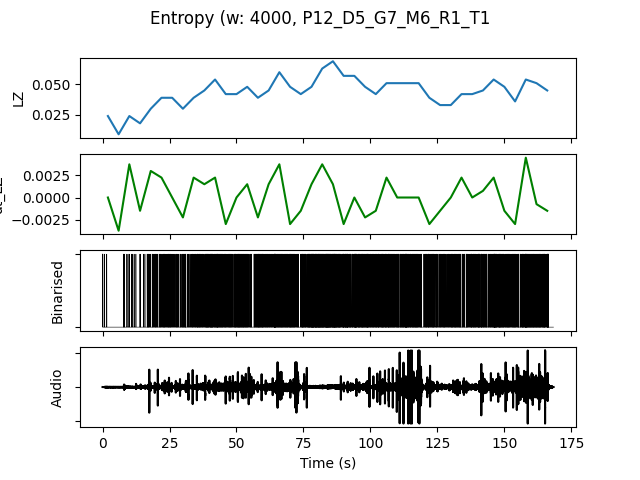 Entropy (w: 4000, P12_D5_G7_M6_R1_T1
LZ
0.050
0.025
0.0025
0.0000
−0.0025
Binarised
Audio
0 25 50 75 100 125 150 175
Time (s)